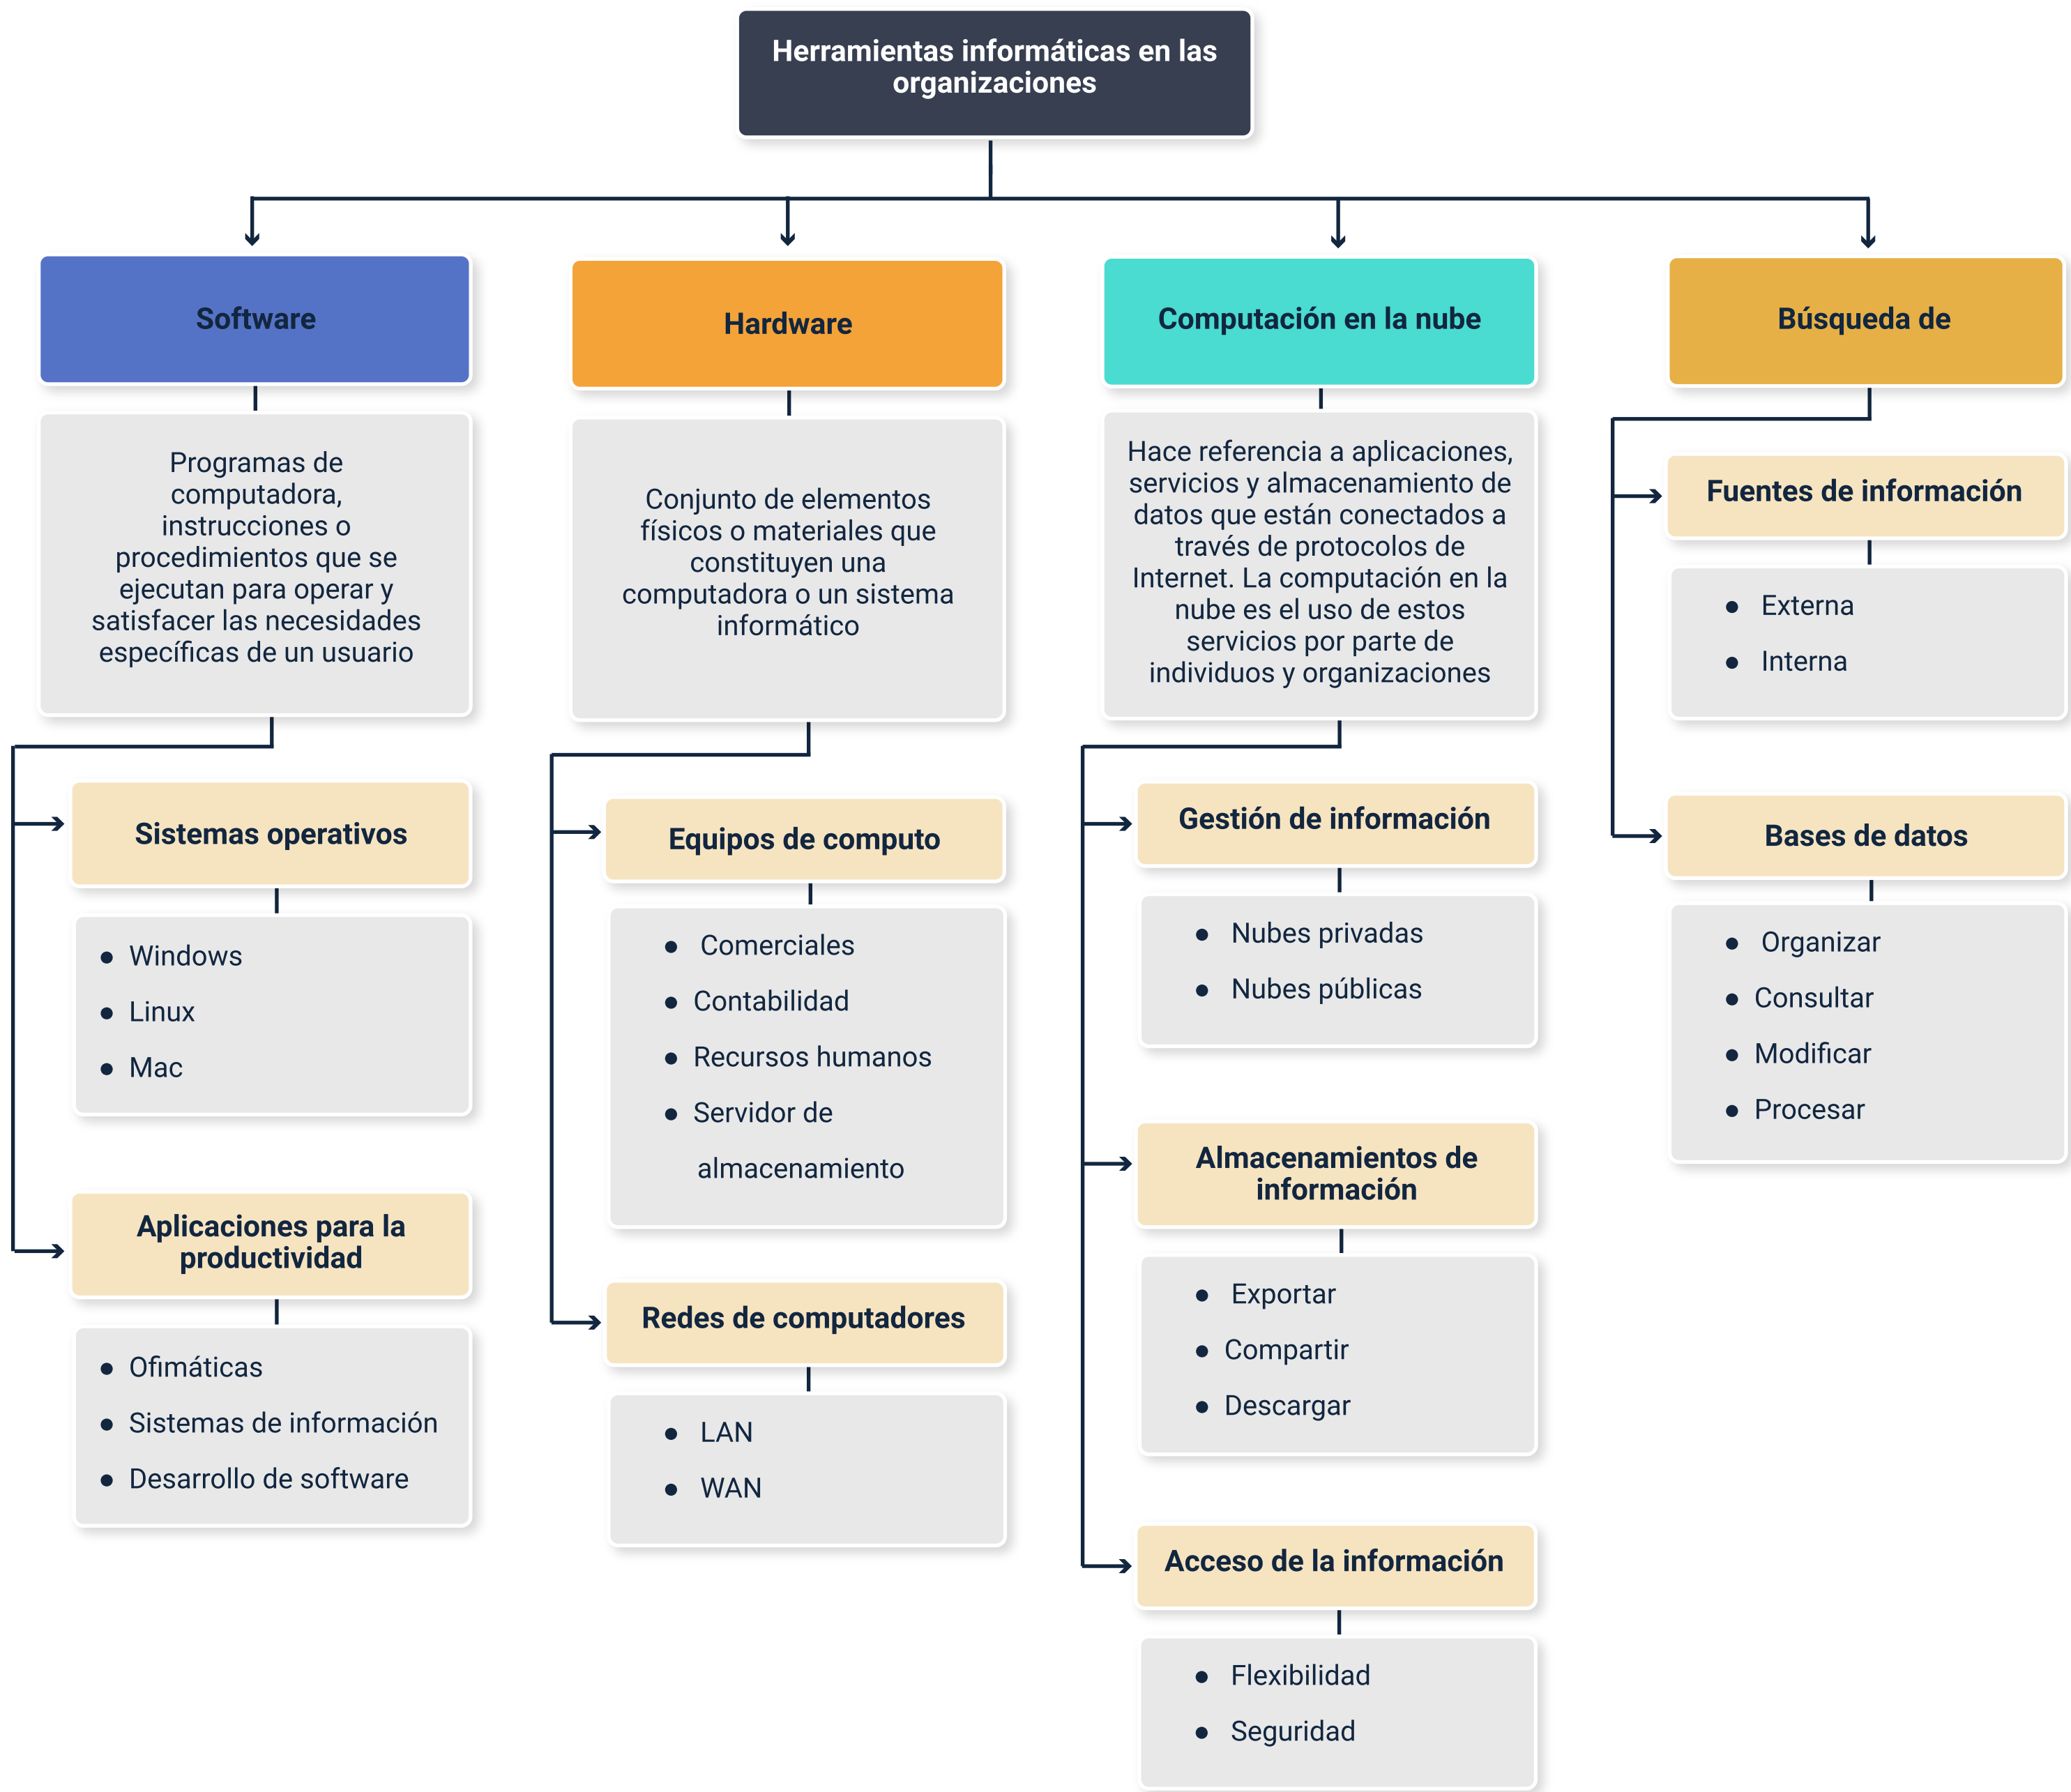 Herramientas informáticas en las
organizaciones
Software
Programas de
computadora,
instrucciones o
procedimientos que se
ejecutan para operar y
satisfacer las necesidades
específicas de un usuario
Sistemas operativos
● Windows
● Linux
● Mac
Aplicaciones para la
productividad
● Ofimáticas
● Sistemas de información
● Desarrollo de software
Hardware
Conjunto de elementos
físicos o materiales que
constituyen una
computadora o un sistema
informático
Equipos de computo
● Comerciales
● Contabilidad
● Recursos humanos
● Servidor de
almacenamiento
Redes de computadores
● LAN
● WAN
Computación en la nube
Hace referencia a aplicaciones,
servicios y almacenamiento de
datos que están conectados a
través de protocolos de
Internet. La computación en la
nube es el uso de estos
servicios por parte de
individuos y organizaciones
Gestión de información
● Nubes privadas
● Nubes públicas
Almacenamientos de
información
● Exportar
● Compartir
● Descargar
Acceso de la información
● Flexibilidad
● Seguridad
Búsqueda de
Fuentes de información
● Externa
● Interna
Bases de datos
● Organizar
● Consultar
● Modificar
● Procesar